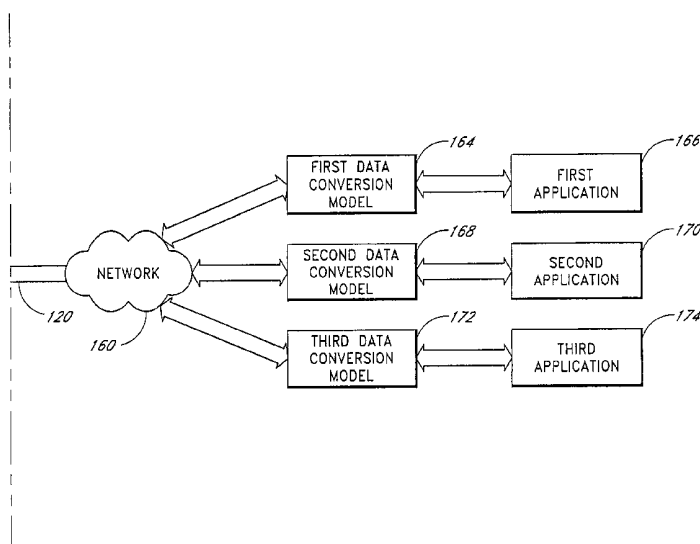 164
FIRST DATA
CONVERSION
MODEL
166
FIRST
APPLICATION
NETWORK
120
160
168
SECOND DATA
CONVERSION
MODEL
170
SECOND
APPLICATION
172
THIRD DATA
CONVERSION
MODEL
174
THIRD
APPLICATION